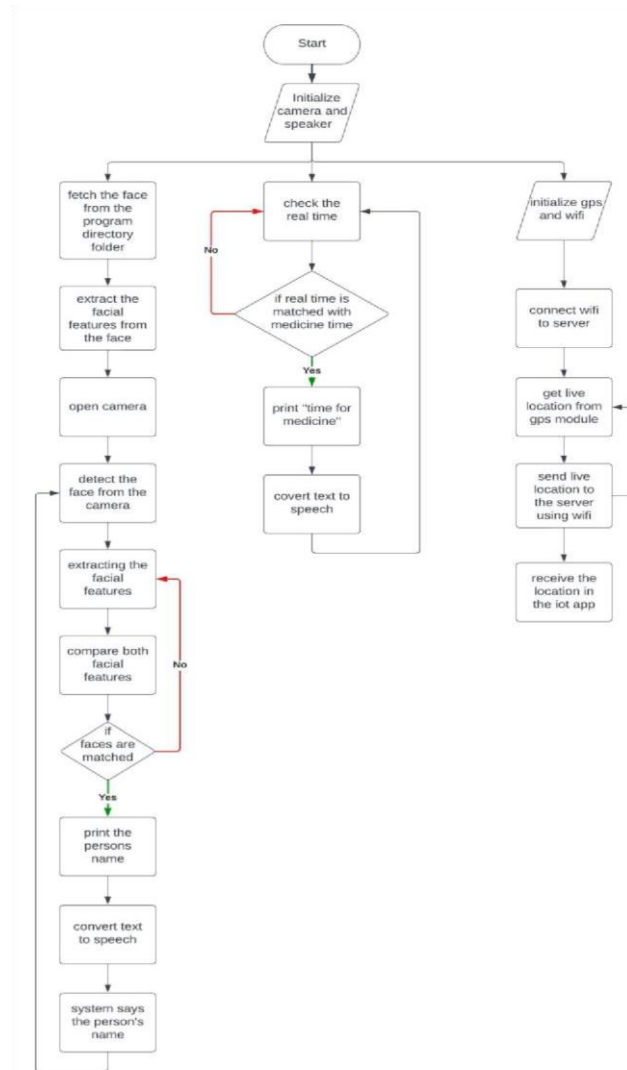 Start
Initialize
camera and
speaker
fetch the face
from the
program
directory
folder
extract the
facial
features from
the face
open camera
detect the
face from the
camera
extracting the
facial
features
compare both
facial
features
No
if
faces are
matched
Yes
print the
persons
name
convert text
to speech
system says
the person's
name
check the
real time
No
if real time is
matched with
medicine time
Yes
print "time for
medicine"
covert text to
speech
initialize gps
and wifi
connect wifi
to server
get live
location from
gps module
send live
location to
the server
using wifi
receive the
location in
the iot app